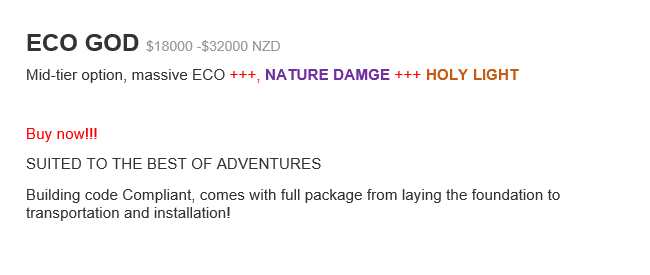 ECO GOD $18000 -$32000 NZD
Mid-tier option, massive ECO +++, NATURE DAMGE +++ HOLY LIGHT
Buy now!!!
SUITED TO THE BEST OF ADVENTURES
Building code Compliant, comes with full package from laying the foundation to
transportation and installation!